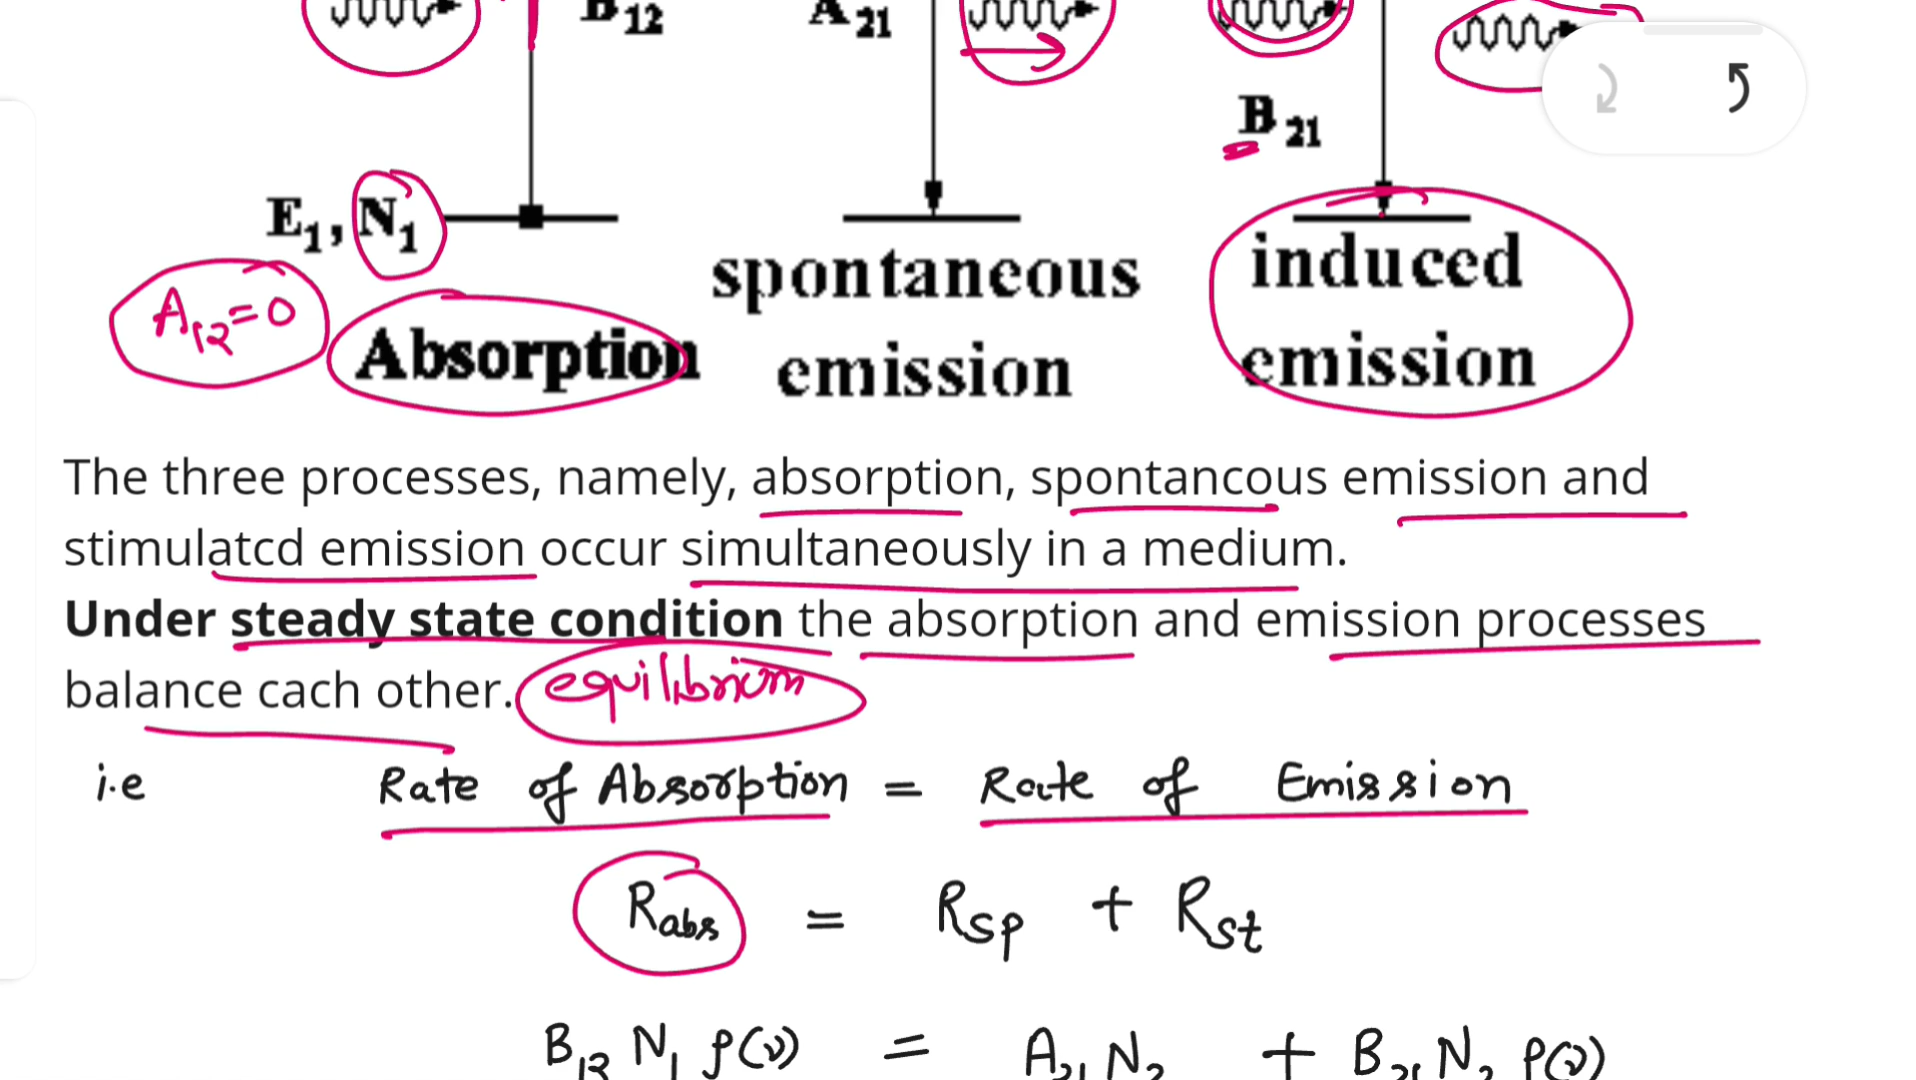 B12 A21
B21
E1, N1
A12=0
Absorption
spontaneous
emission
induced
emission
The three processes, namely, absorption, spontancous emission and
stimulatcd emission occur simultaneously in a medium.
Under steady state condition the absorption and emission processes
balance cach other. equilibrium
i.e Rate of Absorption = Rate of Emission
Rabs = Rsp + Rst
B12 N1 ρ(ν) = A21 N2 + B21 N2 ρ(ν)